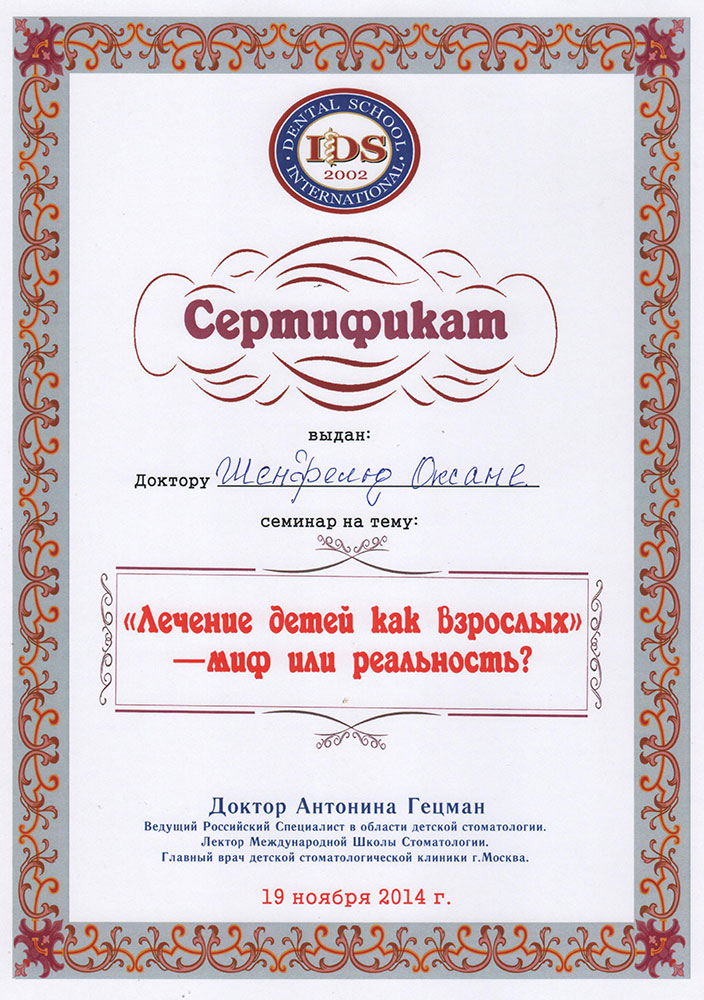 DENTAL SCHOOL
IDS
2002
INTERNATIONAL
Сертификат
выдан:
Доктору Шенфельд Оксане
семинар на тему:
«Лечение детей как взрослых»
—миф или реальность?
Доктор Антонина Гецман
Ведущий Российский Специалист в области детской стоматологии.
Лектор Международной Школы Стоматологии.
Главный врач детской стоматологической клиники г.Москва.
19 ноября 2014 г.